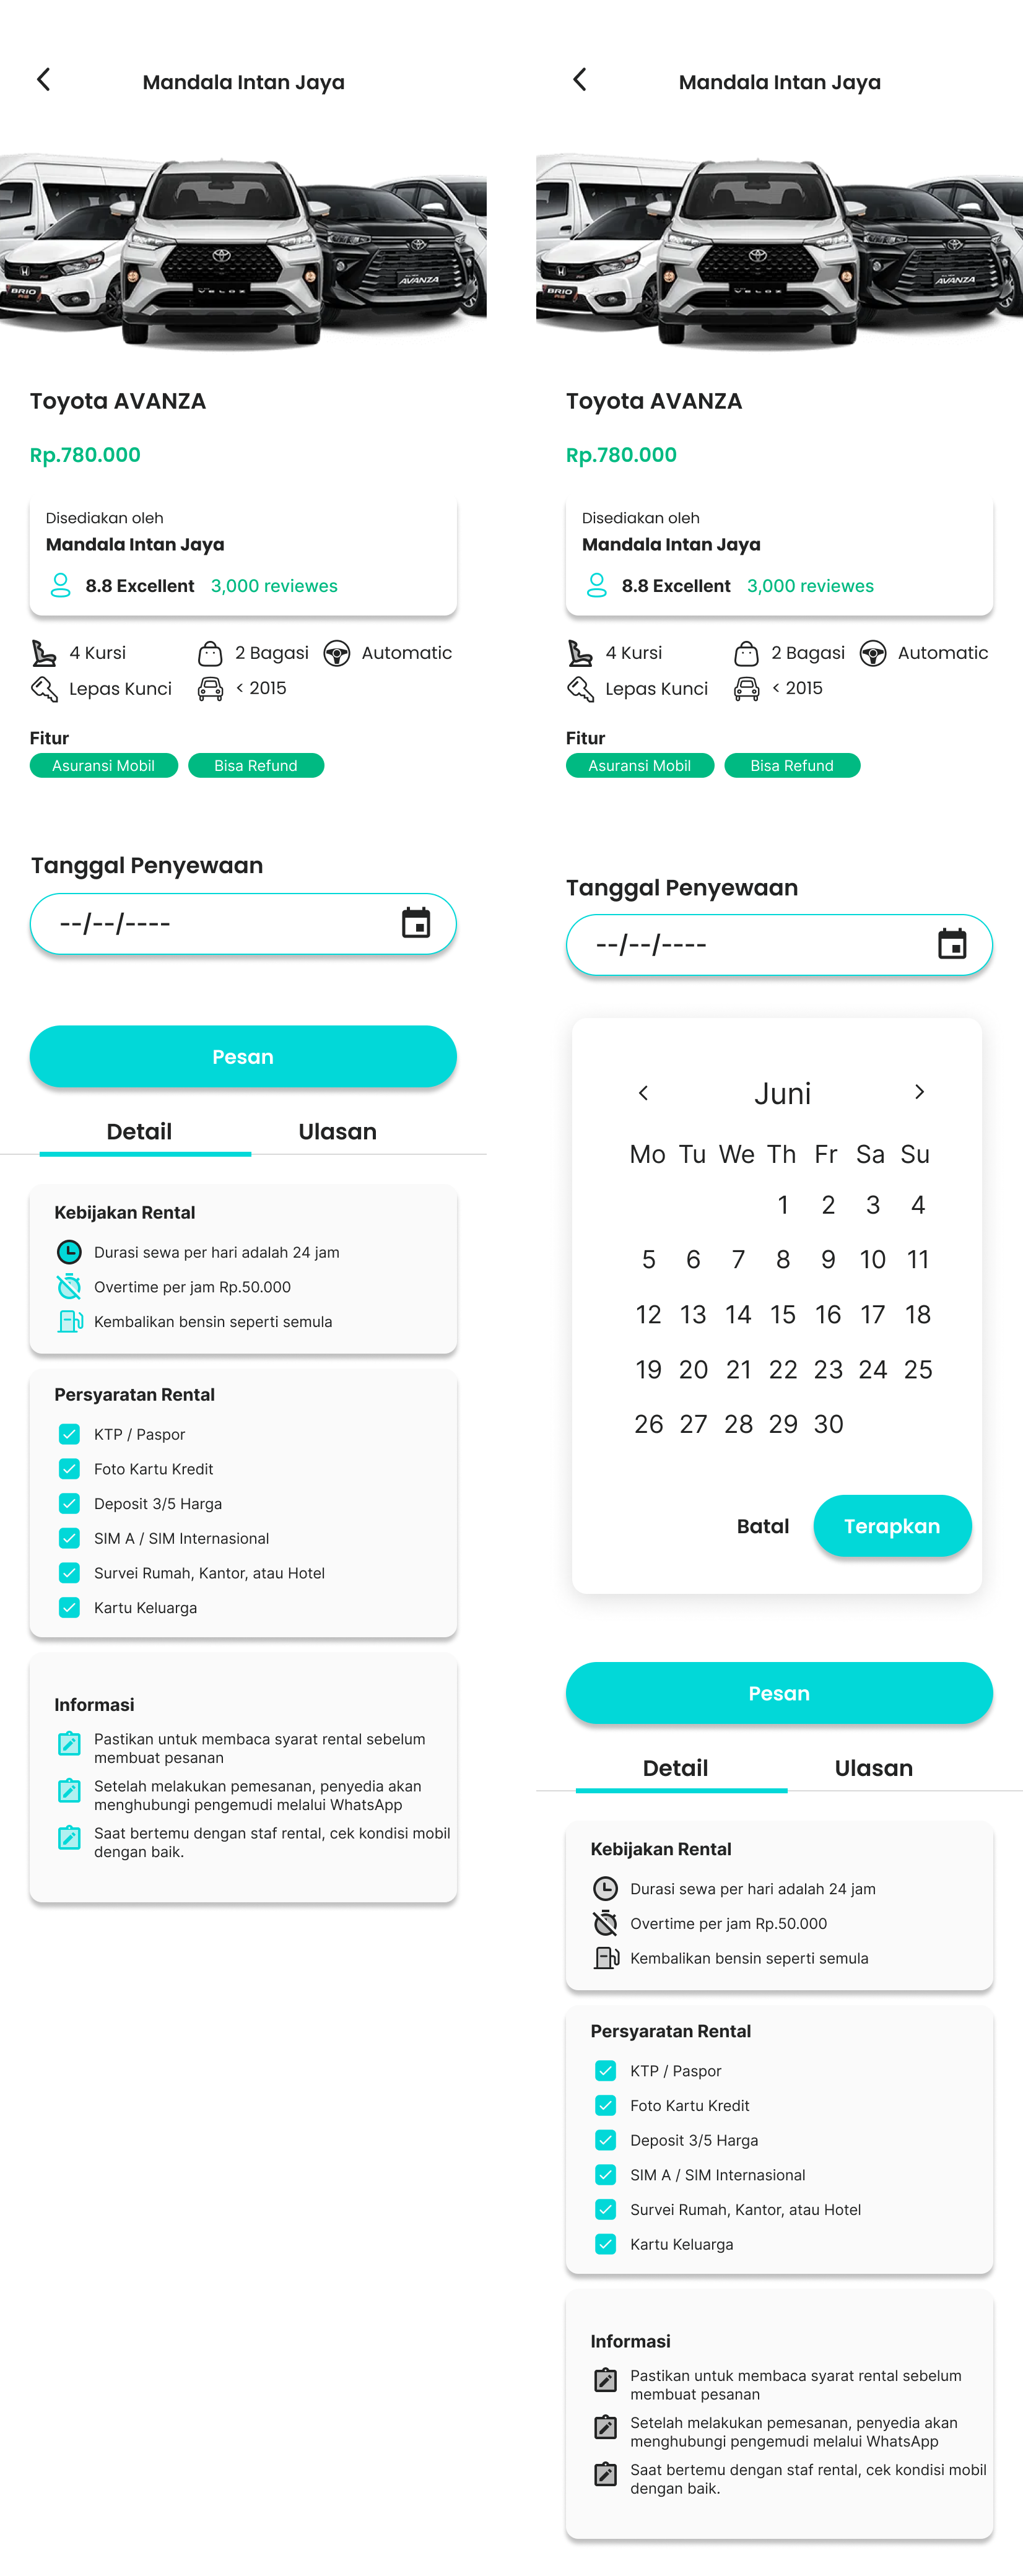 Mandala Intan Jaya
BRIO
VELOZ
AVANZA
Toyota AVANZA
Rp.780.000
Disediakan oleh
Mandala Intan Jaya
8.8 Excellent 3,000 reviewes
4 Kursi 2 Bagasi Automatic
Lepas Kunci < 2015
Fitur
Asuransi Mobil Bisa Refund
Tanggal Penyewaan
--/--/----
Pesan
Detail Ulasan
Kebijakan Rental
Durasi sewa per hari adalah 24 jam
Overtime per jam Rp.50.000
Kembalikan bensin seperti semula
Persyaratan Rental
KTP / Paspor
Foto Kartu Kredit
Deposit 3/5 Harga
SIM A / SIM Internasional
Survei Rumah, Kantor, atau Hotel
Kartu Keluarga
Informasi
Pastikan untuk membaca syarat rental sebelum
membuat pesanan
Setelah melakukan pemesanan, penyedia akan
menghubungi pengemudi melalui WhatsApp
Saat bertemu dengan staf rental, cek kondisi mobil
dengan baik.
Mandala Intan Jaya
BRIO
VELOZ
AVANZA
Toyota AVANZA
Rp.780.000
Disediakan oleh
Mandala Intan Jaya
8.8 Excellent 3,000 reviewes
4 Kursi 2 Bagasi Automatic
Lepas Kunci < 2015
Fitur
Asuransi Mobil Bisa Refund
Tanggal Penyewaan
--/--/----
Juni
Mo Tu We Th Fr Sa Su
1 2 3 4
5 6 7 8 9 10 11
12 13 14 15 16 17 18
19 20 21 22 23 24 25
26 27 28 29 30
Batal Terapkan
Pesan
Detail Ulasan
Kebijakan Rental
Durasi sewa per hari adalah 24 jam
Overtime per jam Rp.50.000
Kembalikan bensin seperti semula
Persyaratan Rental
KTP / Paspor
Foto Kartu Kredit
Deposit 3/5 Harga
SIM A / SIM Internasional
Survei Rumah, Kantor, atau Hotel
Kartu Keluarga
Informasi
Pastikan untuk membaca syarat rental sebelum
membuat pesanan
Setelah melakukan pemesanan, penyedia akan
menghubungi pengemudi melalui WhatsApp
Saat bertemu dengan staf rental, cek kondisi mobil
dengan baik.